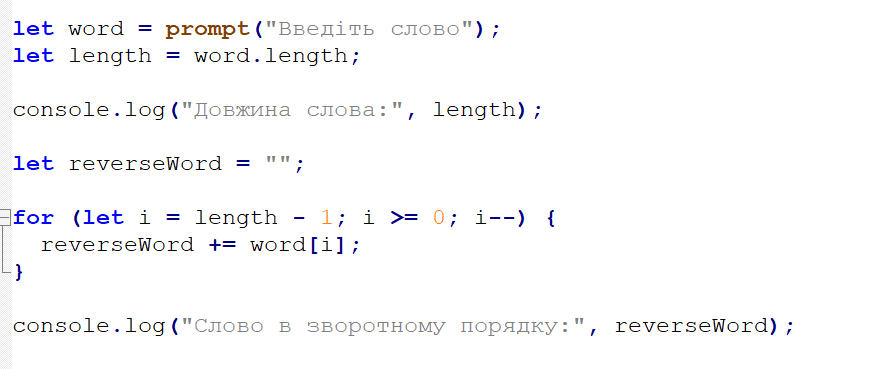 let word = prompt("Введіть слово");
let length = word.length;
console.log("Довжина слова:", length);
let reverseWord = "";
for (let i = length - 1; i >= 0; i--) {
reverseWord += word[i];
}
console.log("Слово в зворотному порядку:", reverseWord);